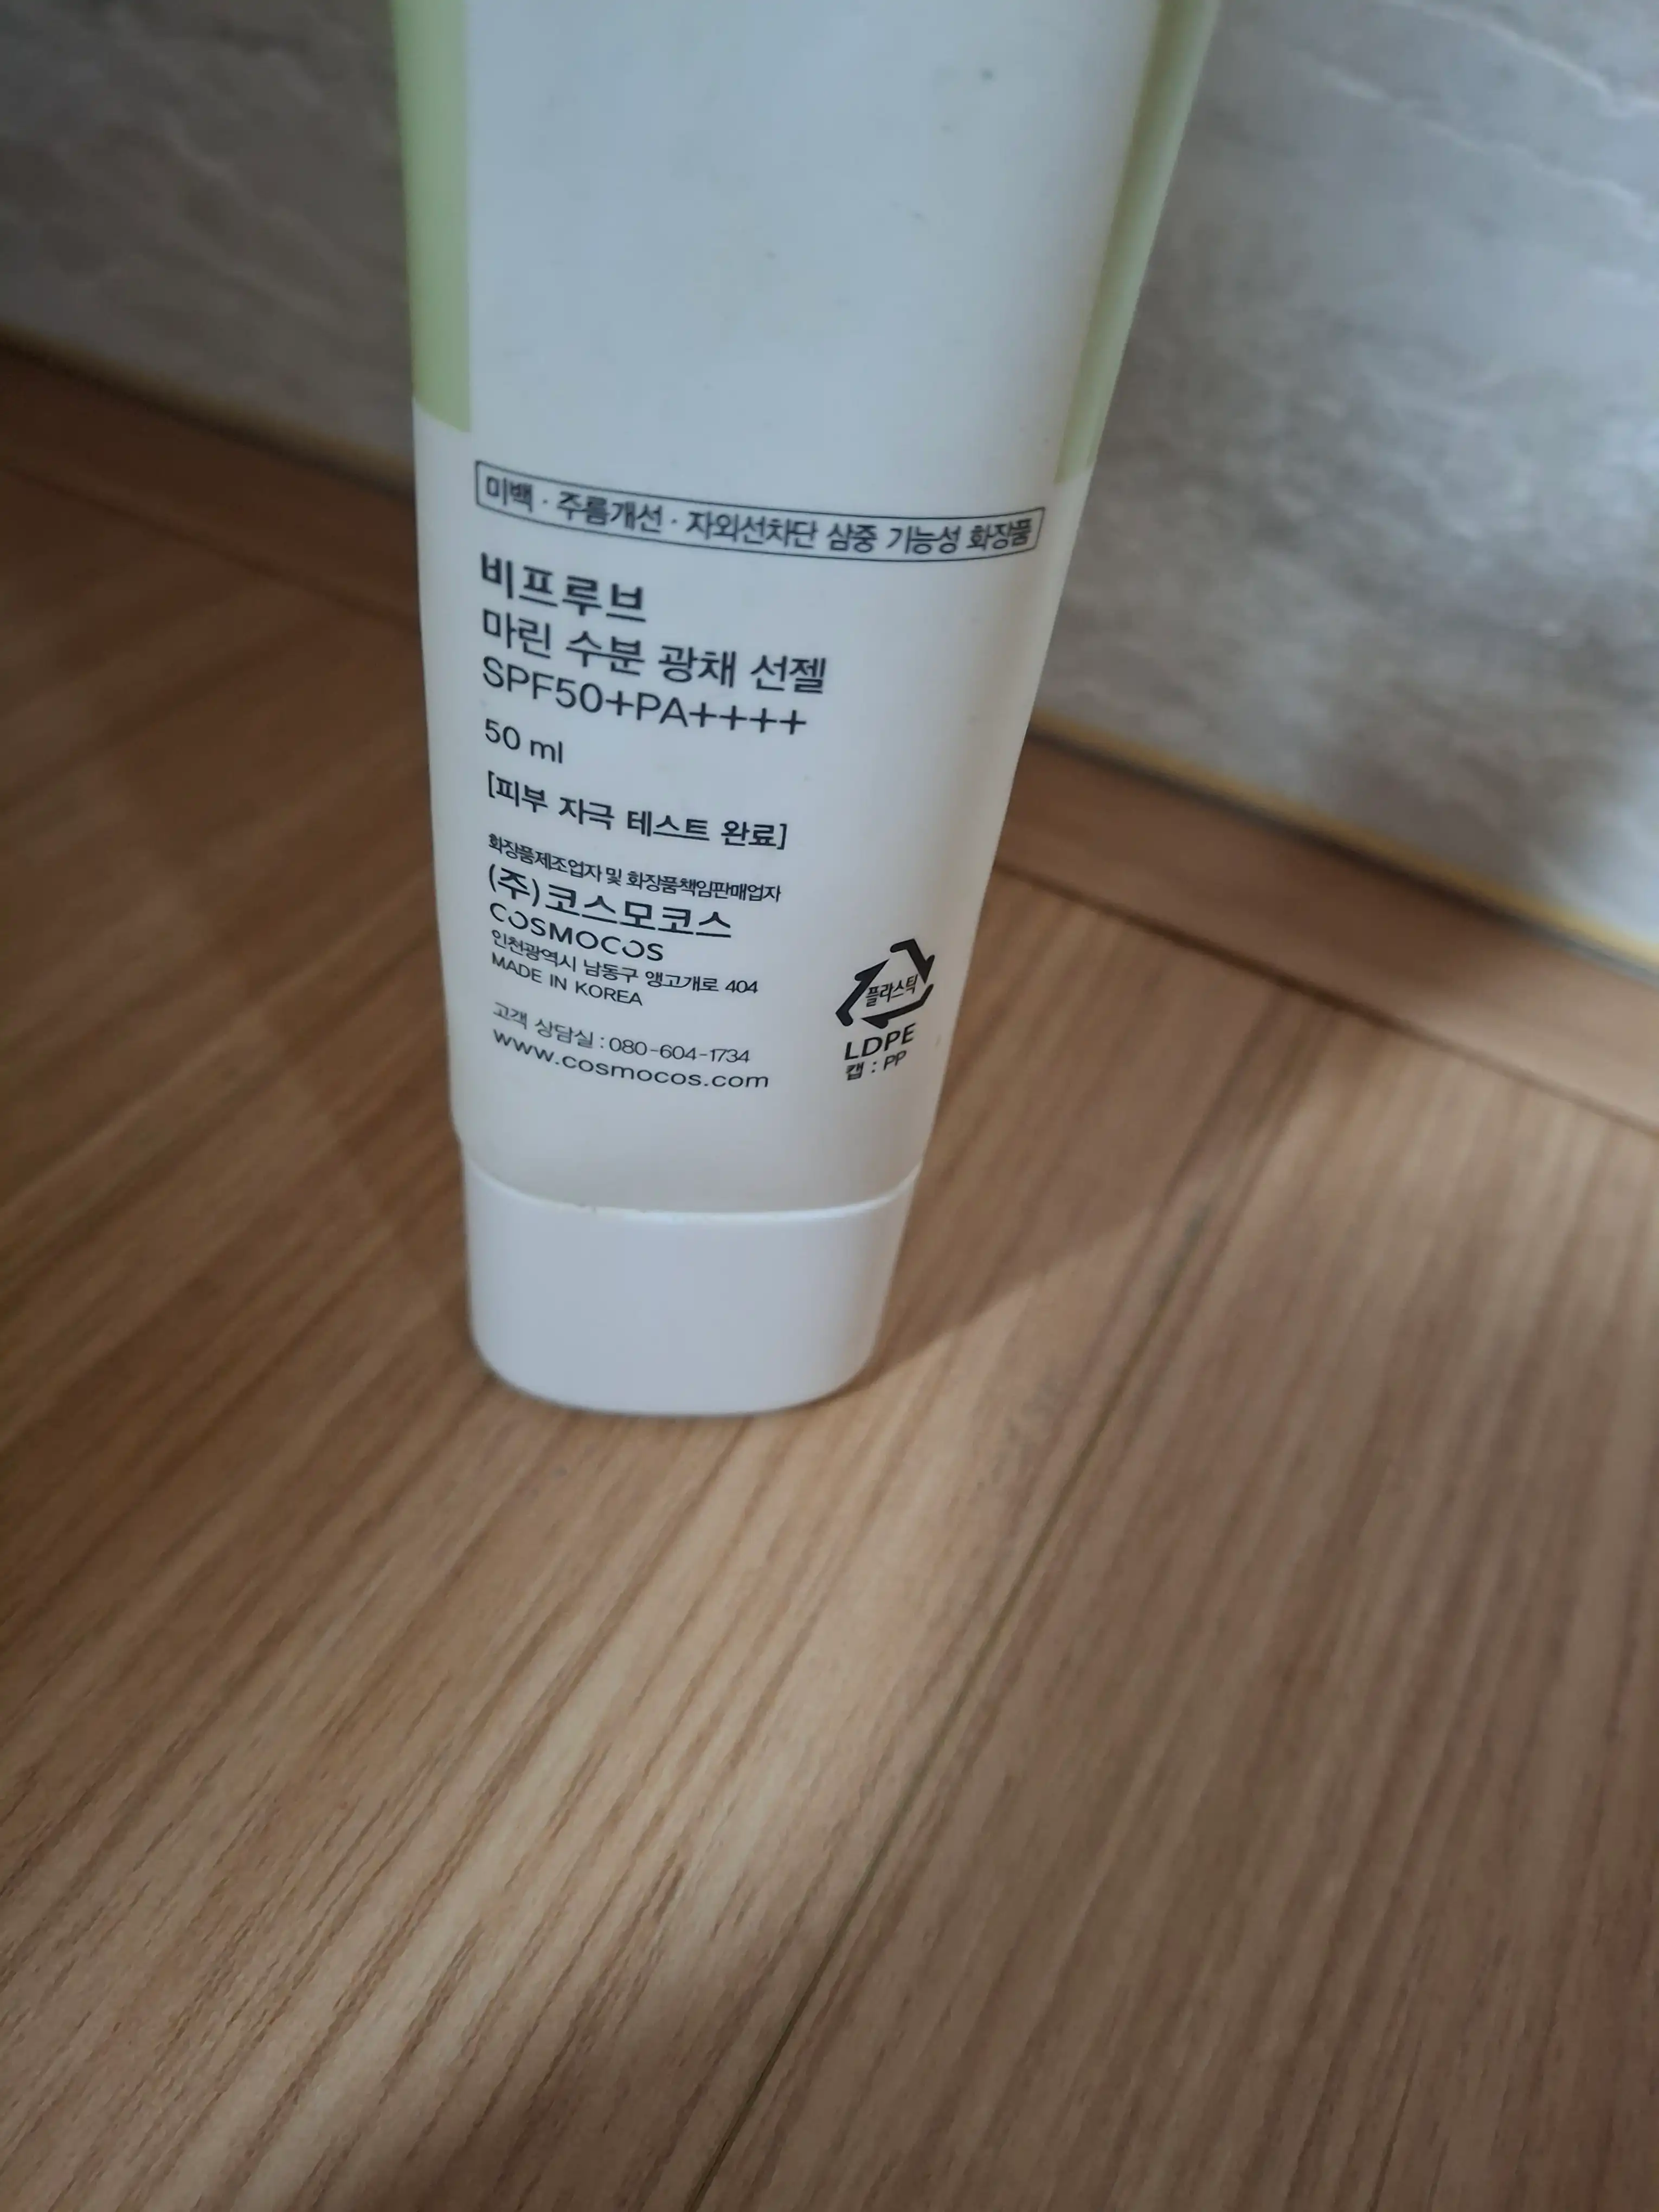 미백 · 주름개선 · 자외선차단 삼중 기능성 화장품
비프루브
마린 수분 광채 선젤
SPF50+PA++++
50 ml
[피부 자극 테스트 완료]
화장품제조업자 및 화장품책임판매업자
(주)코스모코스
COSMOCOS
인천광역시 남동구 앵고개로 404
MADE IN KOREA
고객 상담실 : 080-604-1734
www.cosmocos.com
플라스틱
LDPE
캡 : PP